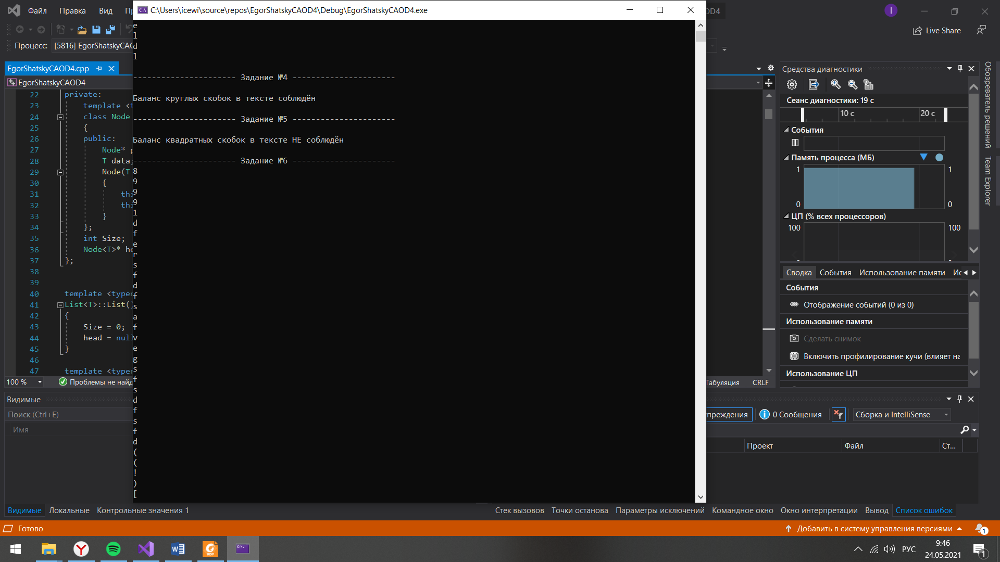 Файл Правка Вид
C:\Users\icewi\source\repos\EgorShatskyCAOD4\Debug\EgorShatskyCAOD4.exe
Live Share
Процесс: [5816] EgorShatskyCAO
EgorShatskyCAOD4.cpp
EgorShatskyCAOD4
22 private:
23 template <t
24 class Node
25 {
26 public:
27 Node* p
28 T data;
29 Node(T
30 {
31 thi
32 thi
33 }
34 };
35 int Size;
36 Node<T>* he
37 };
38
39
40 template <typen
41 List<T>::List()
42 {
43 Size = 0;
44 head = null
45 }
46
47 template <typen
100 % Проблемы не найд
e
l
d
l
---------------------- Задание №4 ----------------------
Баланс круглых скобок в тексте соблюдён
---------------------- Задание №5 ----------------------
Баланс квадратных скобок в тексте НЕ соблюдён
---------------------- Задание №6 ----------------------
8
9
9
9
1
d
f
e
r
s
f
d
f
s
a
f
v
e
g
s
f
s
d
f
s
f
d
(
(
!
)
[
Табуляция CRLF
Средства диагностики
Сеанс диагностики: 19 с
10 с 20 с
События
Память процесса (МБ)
1 1
0 0
ЦП (% всех процессоров)
100 100
Сводка События Использование памяти Ис
События
Отображение событий (0 из 0)
Использование памяти
Сделать снимок
Включить профилирование кучи (влияет на
Использование ЦП
Обозреватель решений
Team Explorer
Видимые
Поиск (Ctrl+E)
Имя
преждения 0 Сообщения Сборка и IntelliSense
Проект Файл Ст...
Видимые Локальные Контрольные значения 1
Стек вызовов Точки останова Параметры исключений Командное окно Окно интерпретации Вывод Список ошибок
Готово
Добавить в систему управления версиями
1
РУС
9:46
24.05.2021
1